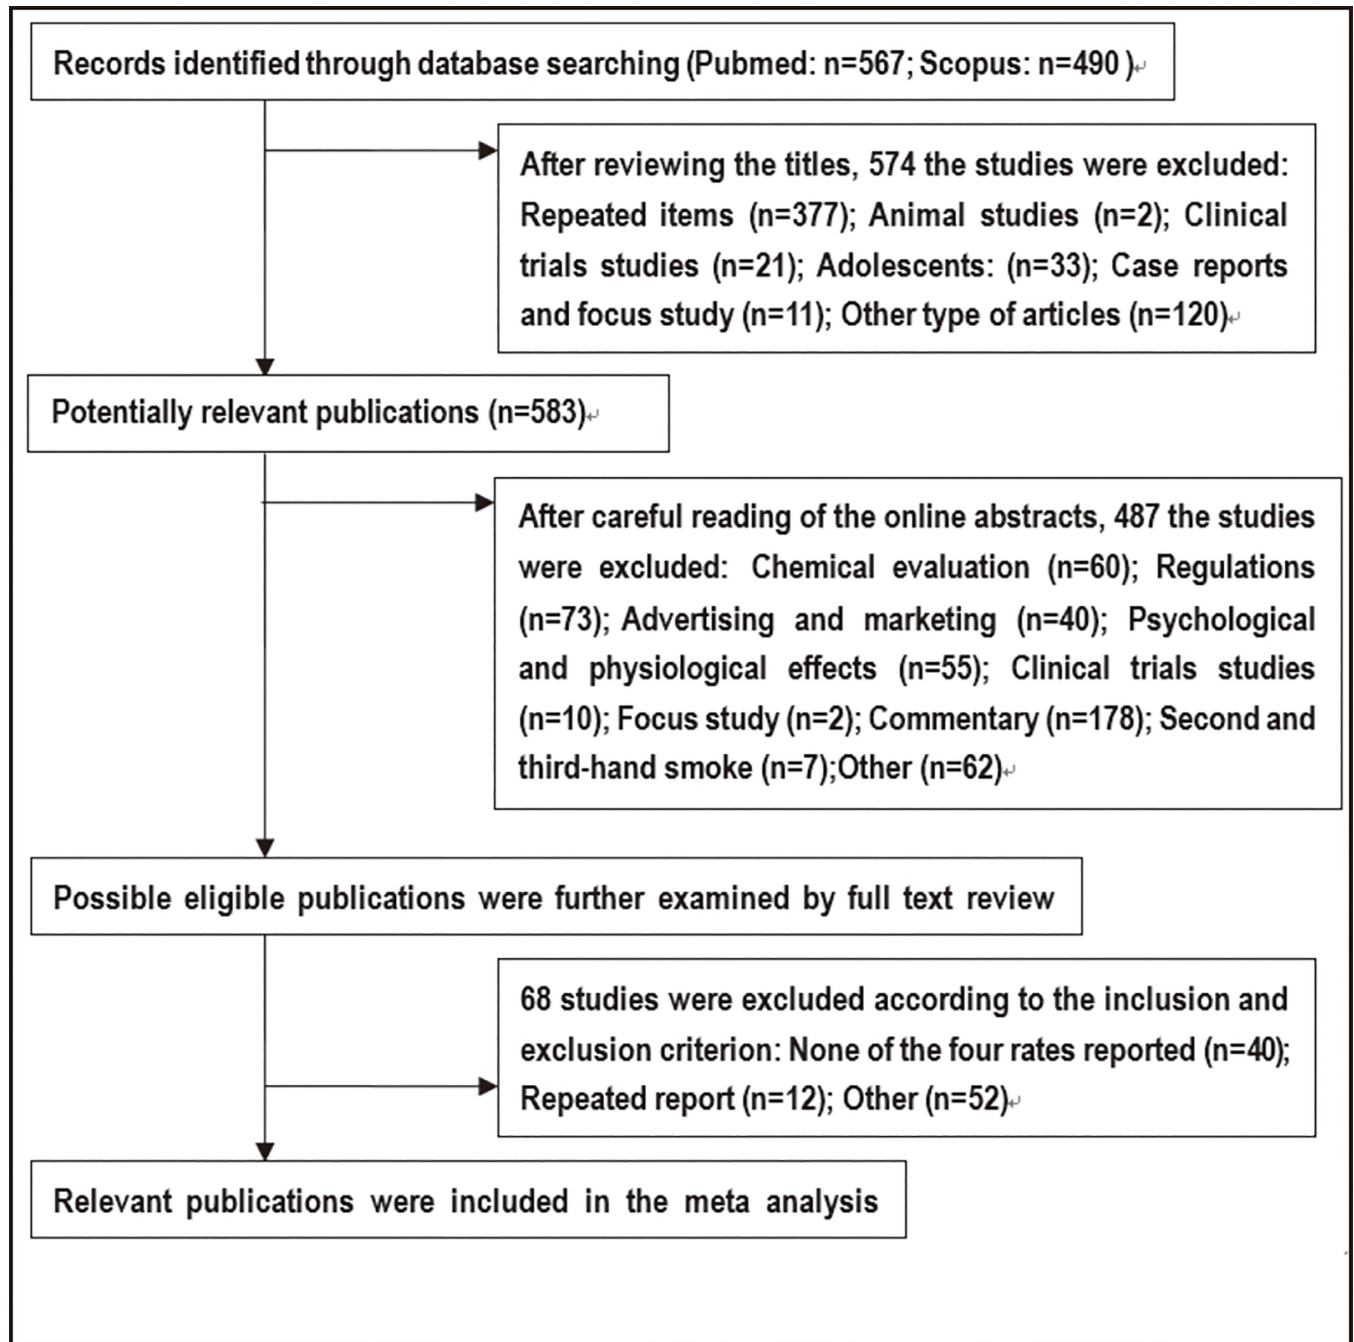 Records identified through database searching (Pubmed: n=567; Scopus: n=490 )↵
After reviewing the titles, 574 the studies were excluded:
Repeated items (n=377); Animal studies (n=2); Clinical
trials studies (n=21); Adolescents: (n=33); Case reports
and focus study (n=11); Other type of articles (n=120)↵
Potentially relevant publications (n=583)↵
After careful reading of the online abstracts, 487 the studies
were excluded: Chemical evaluation (n=60); Regulations
(n=73); Advertising and marketing (n=40); Psychological
and physiological effects (n=55); Clinical trials studies
(n=10); Focus study (n=2); Commentary (n=178); Second and
third-hand smoke (n=7);Other (n=62)↵
Possible eligible publications were further examined by full text review
68 studies were excluded according to the inclusion and
exclusion criterion: None of the four rates reported (n=40);
Repeated report (n=12); Other (n=52)↵
Relevant publications were included in the meta analysis